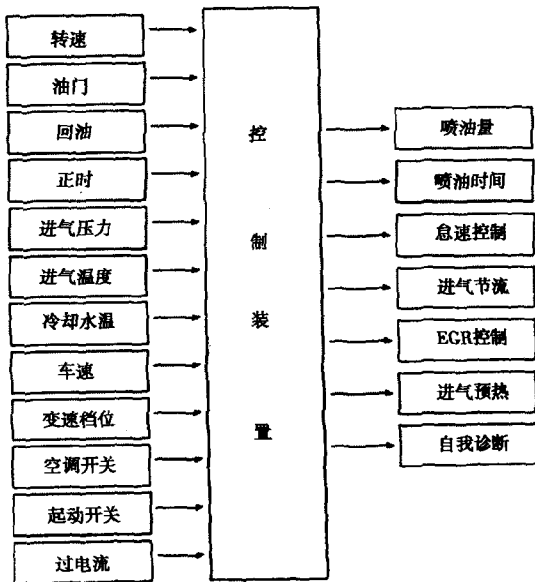 转速
油门
回油
正时
进气压力
进气温度
冷却水温
车速
变速档位
空调开关
起动开关
过电流
控制装置
喷油量
喷油时间
怠速控制
进气节流
EGR控制
进气预热
自我诊断